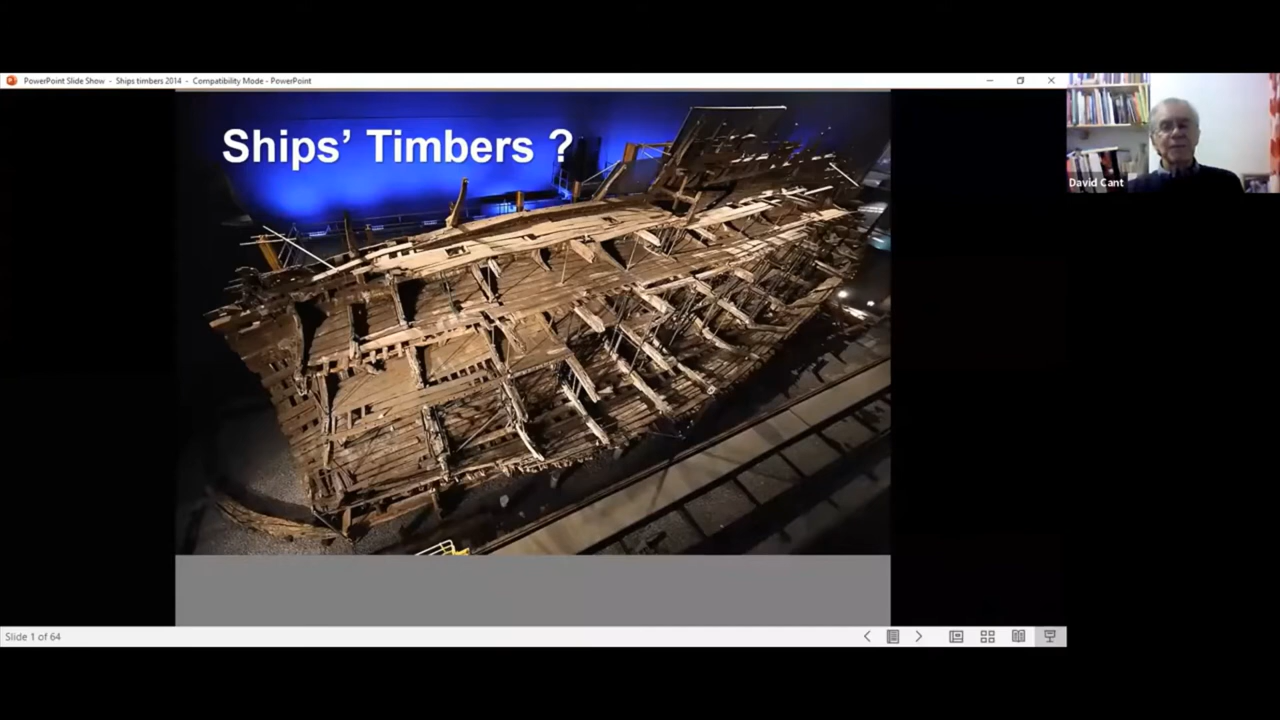 PowerPoint Slide Show - Ships timbers 2014 - Compatibility Mode - PowerPoint
Ships' Timbers ?
David Cant
Slide 1 of 64